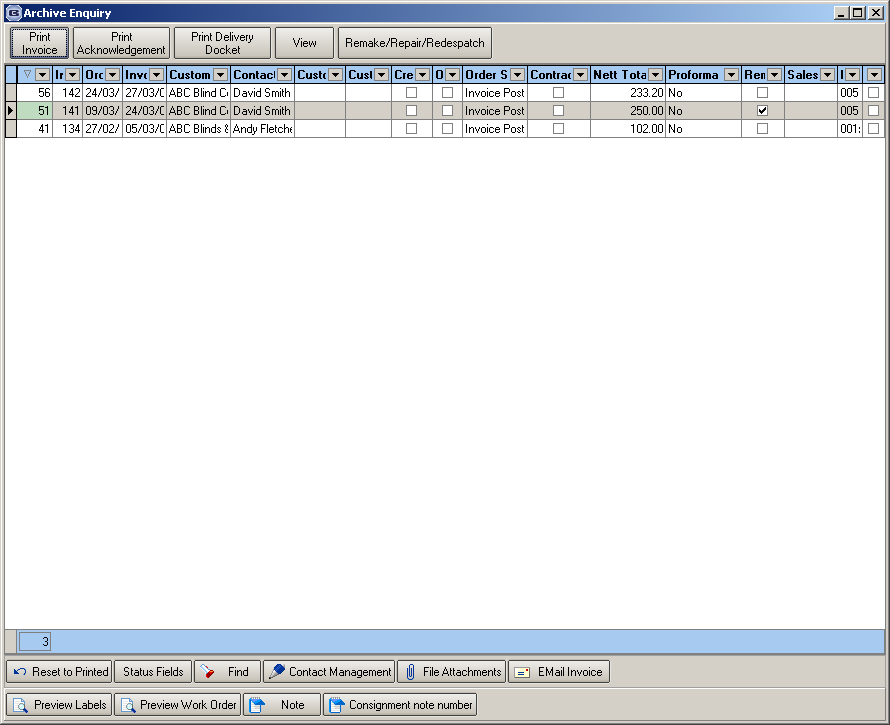 Archive Enquiry
Print Invoice Print Acknowledgement Print Delivery Docket View Remake/Repair/Redespatch
Ir Orc Invc Custom Contact Custc Cust Cre O Order S Contrac Nett Tota Proforma Rem Sales I
56 142 24/03/ 27/03/0 ABC Blind Co David Smith Invoice Post 233.20 No 005
51 141 09/03/ 24/03/0 ABC Blind Co David Smith Invoice Post 250.00 No 005
41 134 27/02/ 05/03/0 ABC Blinds & Andy Fletche Invoice Post 102.00 No 001:
3
Reset to Printed Status Fields Find Contact Management File Attachments EMail Invoice
Preview Labels Preview Work Order Note Consignment note number